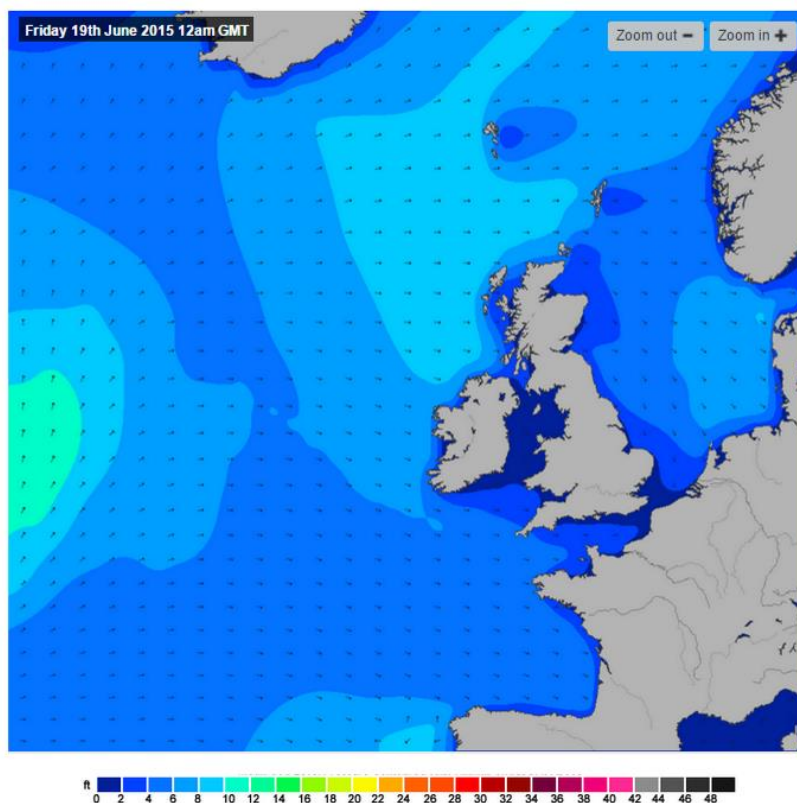 Friday 19th June 2015 12am GMT
Zoom out −
Zoom in +
ft
0 2 4 6 8 10 12 14 16 18 20 22 24 26 28 30 32 34 36 38 40 42 44 46 48